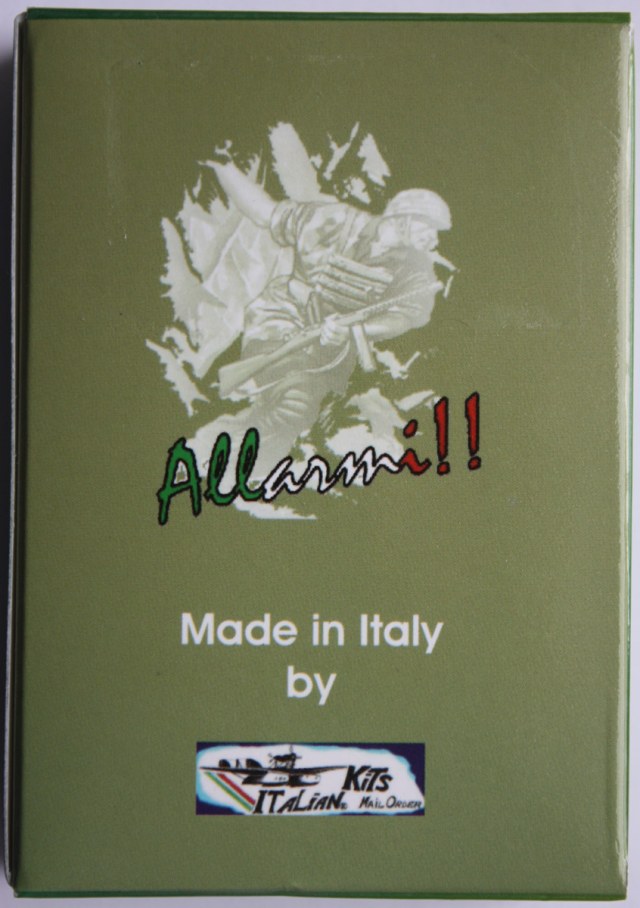 Allarmi!!
Made in Italy
by
KiTs
ITALiAN® MAiL ORDER